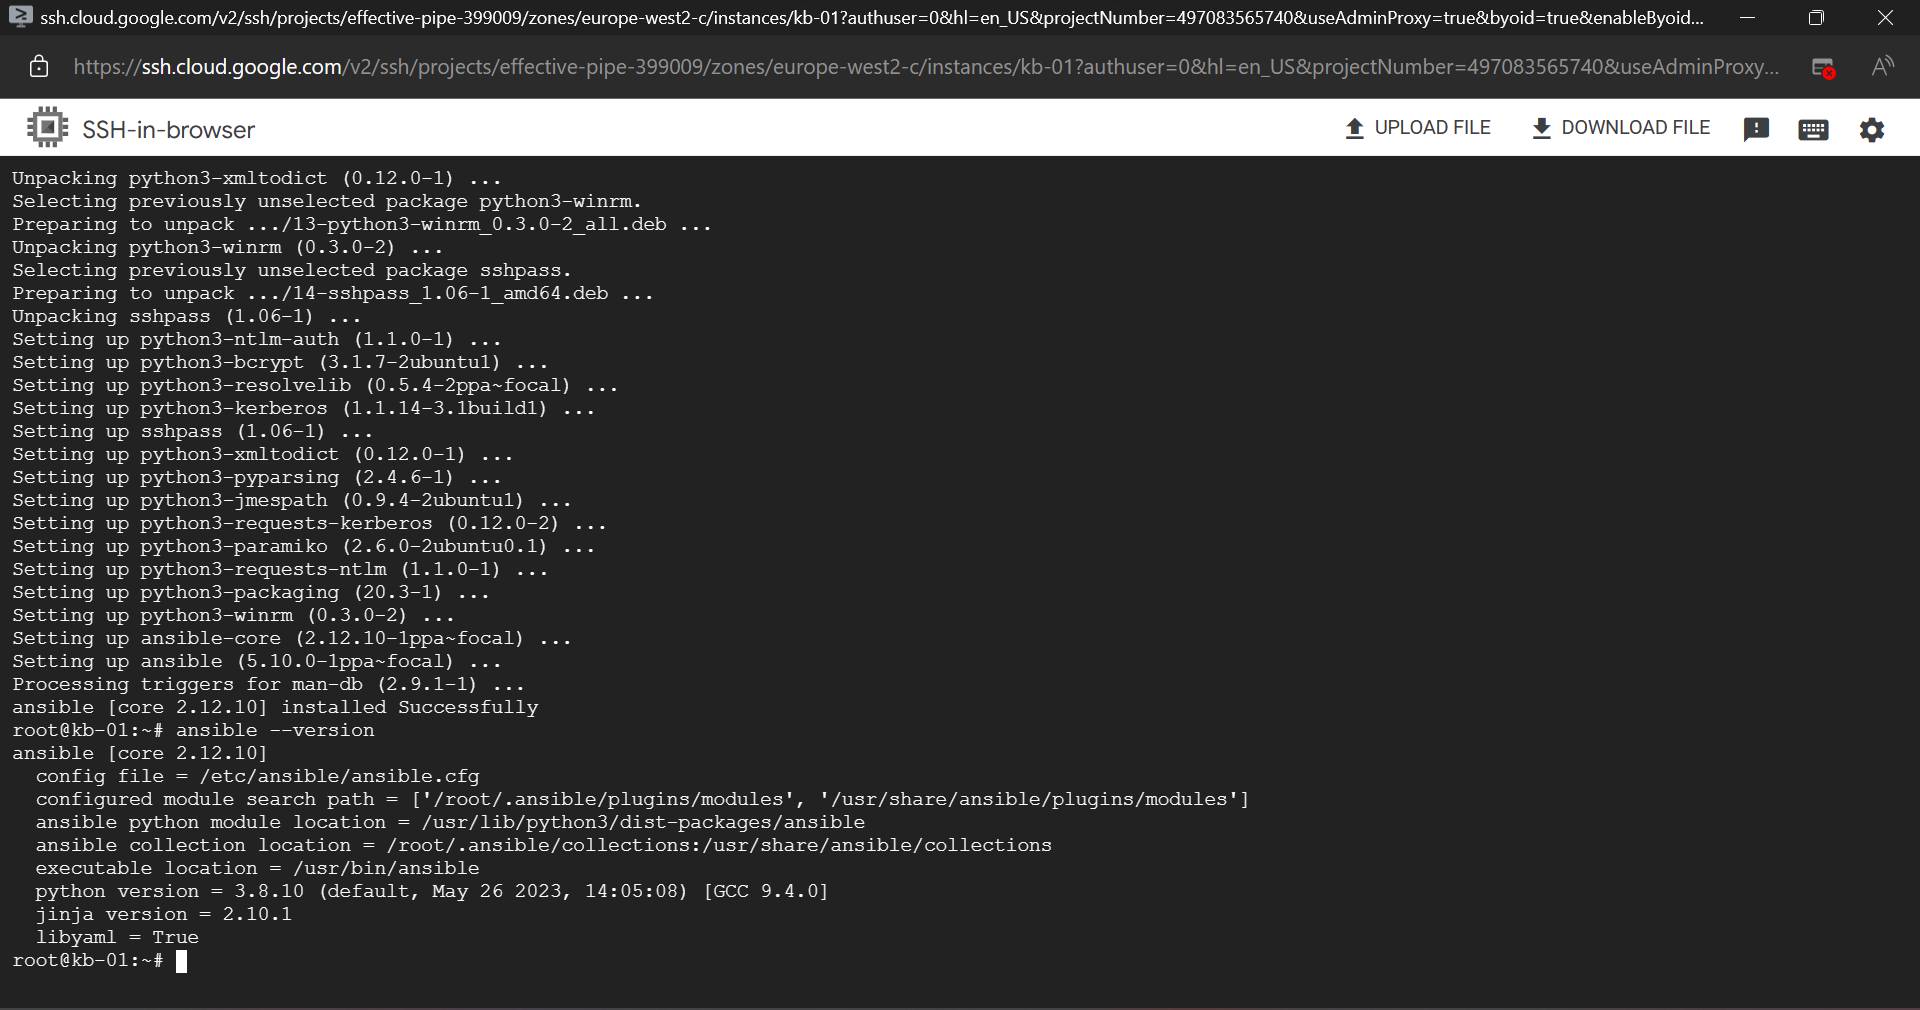 ssh.cloud.google.com/v2/ssh/projects/effective-pipe-399009/zones/europe-west2-c/instances/kb-01?authuser=0&hl=en_US&projectNumber=497083565740&useAdminProxy=true&byoid=true&enableByoid...
https://ssh.cloud.google.com/v2/ssh/projects/effective-pipe-399009/zones/europe-west2-c/instances/kb-01?authuser=0&hl=en_US&projectNumber=497083565740&useAdminProxy...
SSH-in-browser
UPLOAD FILE
DOWNLOAD FILE
Unpacking python3-xmltodict (0.12.0-1) ...
Selecting previously unselected package python3-winrm.
Preparing to unpack .../13-python3-winrm_0.3.0-2_all.deb ...
Unpacking python3-winrm (0.3.0-2) ...
Selecting previously unselected package sshpass.
Preparing to unpack .../14-sshpass_1.06-1_amd64.deb ...
Unpacking sshpass (1.06-1) ...
Setting up python3-ntlm-auth (1.1.0-1) ...
Setting up python3-bcrypt (3.1.7-2ubuntu1) ...
Setting up python3-resolvelib (0.5.4-2ppa~focal) ...
Setting up python3-kerberos (1.1.14-3.1build1) ...
Setting up sshpass (1.06-1) ...
Setting up python3-xmltodict (0.12.0-1) ...
Setting up python3-pyparsing (2.4.6-1) ...
Setting up python3-jmespath (0.9.4-2ubuntu1) ...
Setting up python3-requests-kerberos (0.12.0-2) ...
Setting up python3-paramiko (2.6.0-2ubuntu0.1) ...
Setting up python3-requests-ntlm (1.1.0-1) ...
Setting up python3-packaging (20.3-1) ...
Setting up python3-winrm (0.3.0-2) ...
Setting up ansible-core (2.12.10-1ppa~focal) ...
Setting up ansible (5.10.0-1ppa~focal) ...
Processing triggers for man-db (2.9.1-1) ...
ansible [core 2.12.10] installed Successfully
root@kb-01:~# ansible --version
ansible [core 2.12.10]
  config file = /etc/ansible/ansible.cfg
  configured module search path = ['/root/.ansible/plugins/modules', '/usr/share/ansible/plugins/modules']
  ansible python module location = /usr/lib/python3/dist-packages/ansible
  ansible collection location = /root/.ansible/collections:/usr/share/ansible/collections
  executable location = /usr/bin/ansible
  python version = 3.8.10 (default, May 26 2023, 14:05:08) [GCC 9.4.0]
  jinja version = 2.10.1
  libyaml = True
root@kb-01:~#